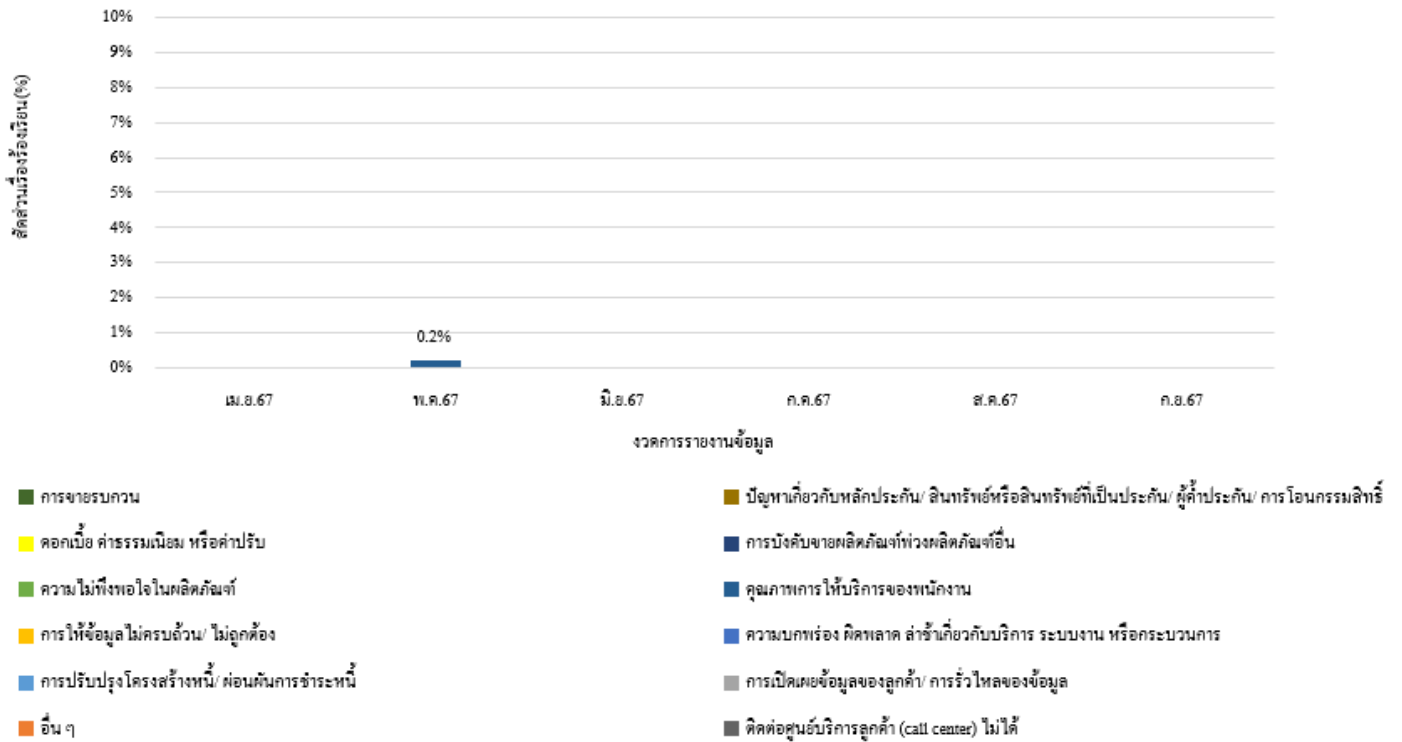 สัดส่วนเรื่องร้องเรียน(%)
10%
9%
8%
7%
6%
5%
4%
3%
2%
1%
0%
0.2%
เม.ย.67 พ.ค.67 มิ.ย.67 ก.ค.67 ส.ค.67 ก.ย.67
งวดการรายงานข้อมูล
การขายรบกวน
ปัญหาเกี่ยวกับหลักประกัน/ สินทรัพย์หรือสินทรัพย์ที่เป็นประกัน/ ผู้ค้ำประกัน/ การโอนกรรมสิทธิ์
ดอกเบี้ย ค่าธรรมเนียม หรือค่าปรับ
การบังคับขายผลิตภัณฑ์พ่วงผลิตภัณฑ์อื่น
ความไม่พึงพอใจในผลิตภัณฑ์
คุณภาพการให้บริการของพนักงาน
การให้ข้อมูลไม่ครบถ้วน/ ไม่ถูกต้อง
ความบกพร่อง ผิดพลาด ล่าช้าเกี่ยวกับบริการ ระบบงาน หรือกระบวนการ
การปรับปรุงโครงสร้างหนี้/ ผ่อนผันการชำระหนี้
การเปิดเผยข้อมูลของลูกค้า/ การรั่วไหลของข้อมูล
อื่น ๆ
ติดต่อศูนย์บริการลูกค้า (call center) ไม่ได้